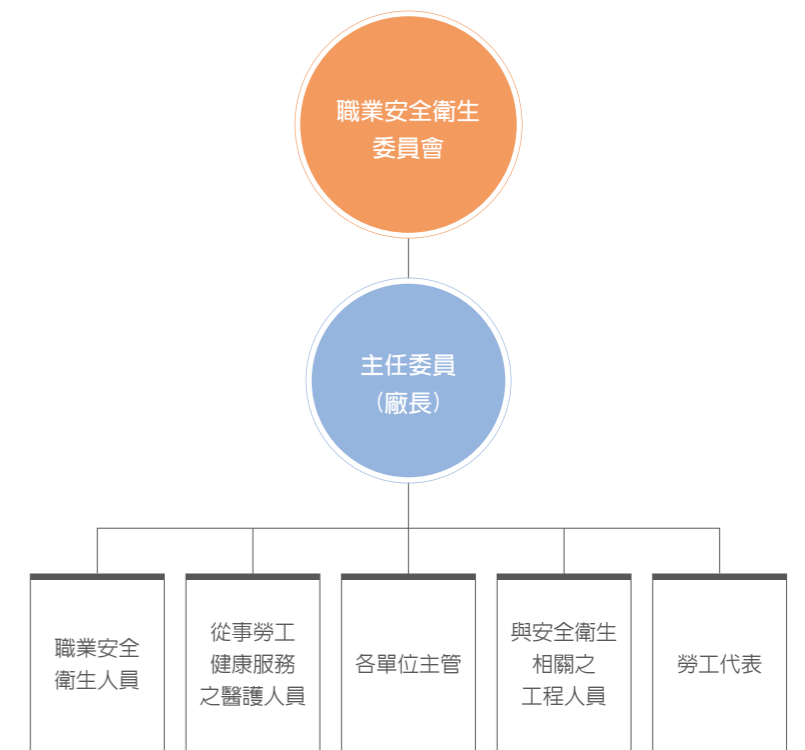 職業安全衛生
委員會
主任委員
（廠長）
職業安全
衛生人員
從事勞工
健康服務
之醫護人員
各單位主管
與安全衛生
相關之
工程人員
勞工代表